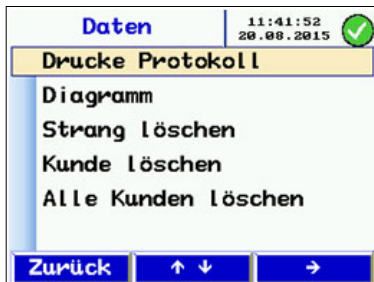 Daten
11:41:52
20.08.2015
Drucke Protokoll
Diagramm
Strang löschen
Kunde löschen
Alle Kunden löschen
Zurück ↑ ↓ →